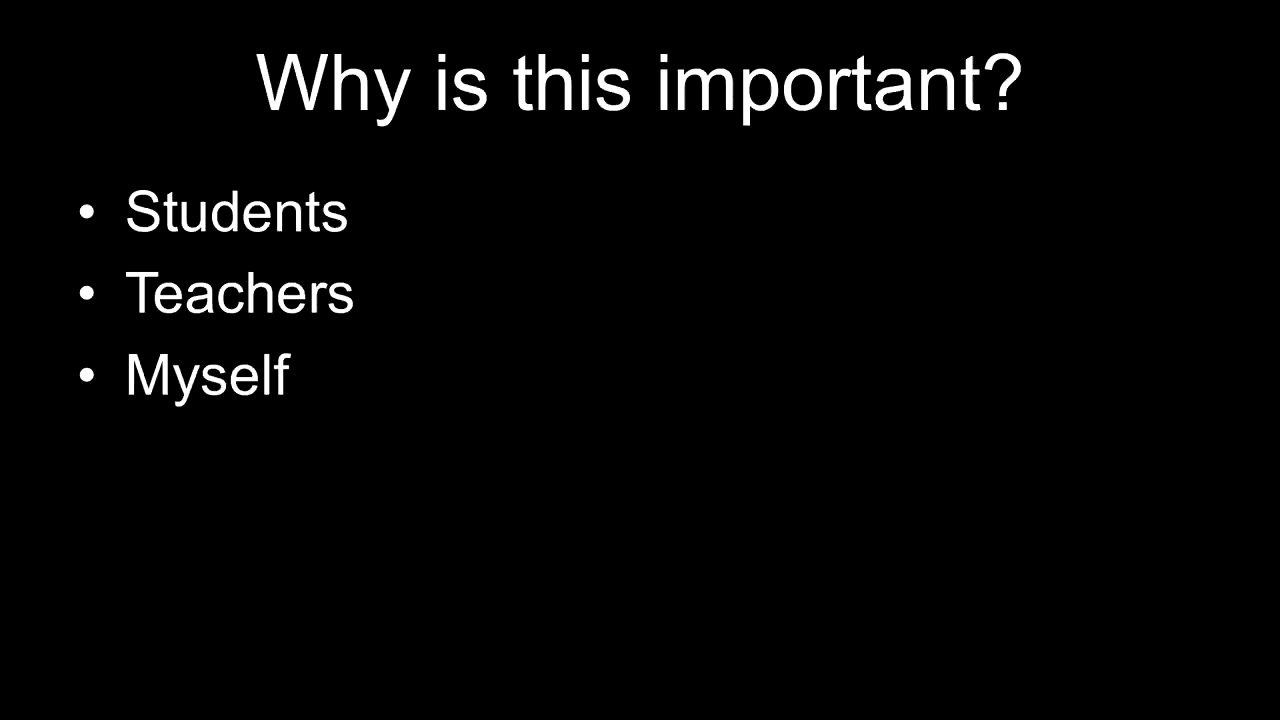 Why is this important?
• Students
• Teachers
• Myself